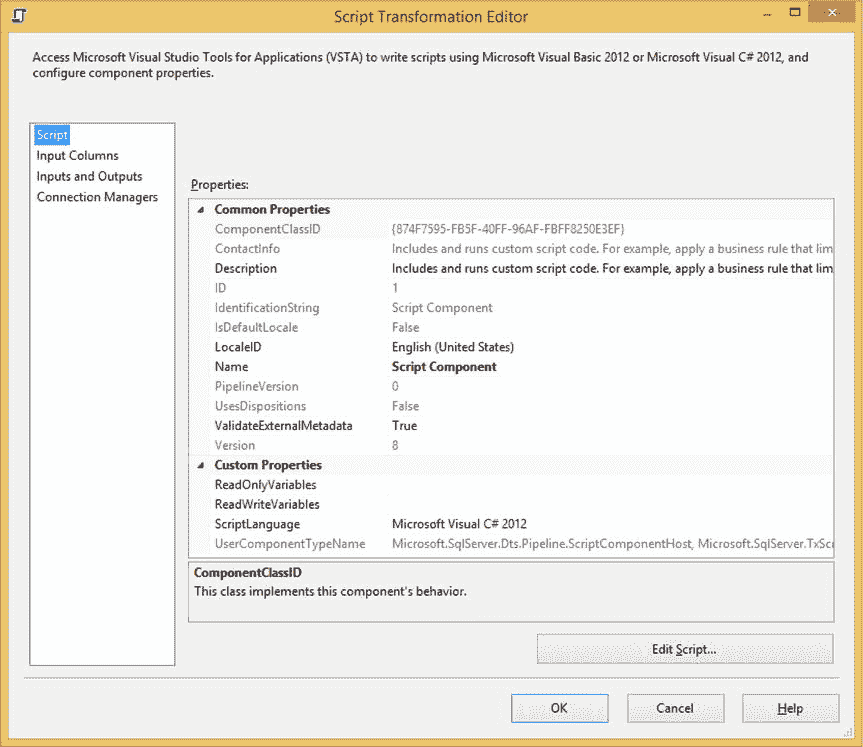 Script Transformation Editor
Access Microsoft Visual Studio Tools for Applications (VSTA) to write scripts using Microsoft Visual Basic 2012 or Microsoft Visual C# 2012, and
configure component properties.
Script
Input Columns
Inputs and Outputs
Connection Managers
Properties:
Common Properties
ComponentClassID {874F7595-FB5F-40FF-96AF-FBFF8250E3EF}
ContactInfo Includes and runs custom script code. For example, apply a business rule that lim
Description Includes and runs custom script code. For example, apply a business rule that lim
ID 1
IdentificationString Script Component
IsDefaultLocale False
LocaleID English (United States)
Name Script Component
PipelineVersion 0
UsesDispositions False
ValidateExternalMetadata True
Version 8
Custom Properties
ReadOnlyVariables
ReadWriteVariables
ScriptLanguage Microsoft Visual C# 2012
UserComponentTypeName Microsoft.SqlServer.Dts.Pipeline.ScriptComponentHost, Microsoft.SqlServer.TxScr
ComponentClassID
This class implements this component's behavior.
Edit Script...
OK Cancel Help